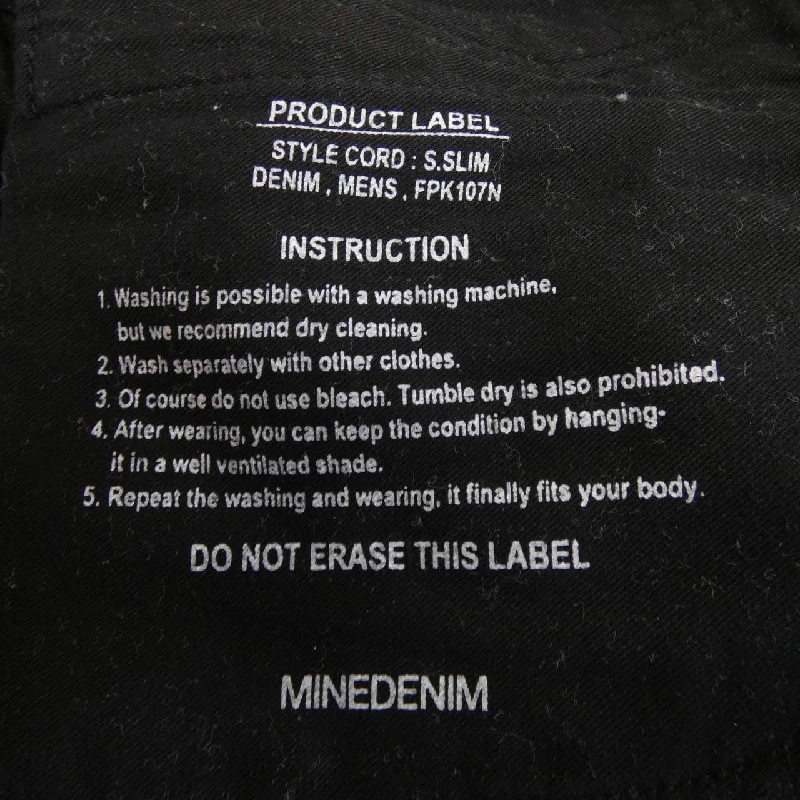 PRODUCT LABEL
STYLE CORD : S.SLIM
DENIM , MENS , FPK107N
INSTRUCTION
1. Washing is possible with a washing machine,
but we recommend dry cleaning.
2. Wash separately with other clothes.
3. Of course do not use bleach. Tumble dry is also prohibited.
4. After wearing, you can keep the condition by hanging-
it in a well ventilated shade.
5. Repeat the washing and wearing, it finally fits your body.
DO NOT ERASE THIS LABEL
MINEDENIM